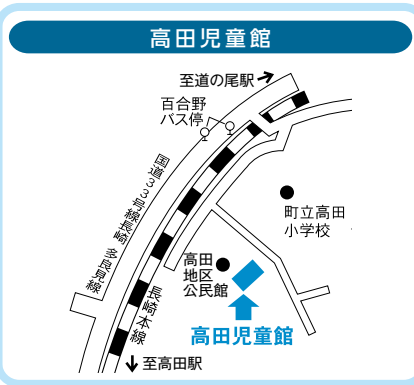 高田児童館
至道の尾駅
百合野
バス停
国道33号線長崎 多良見線
町立高田
小学校
高田
地区
公民館
長崎本線
高田児童館
至高田駅